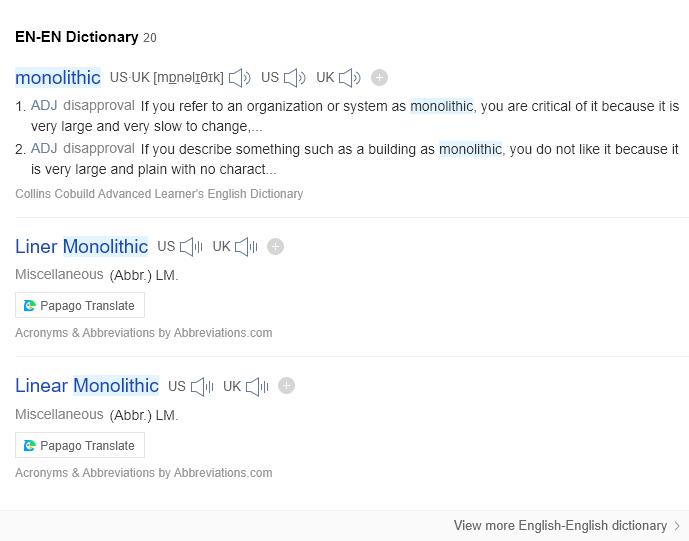 EN-EN Dictionary 20
monolithic US·UK [mɒnəlɪθɪk] US UK
1. ADJ disapproval If you refer to an organization or system as monolithic, you are critical of it because it is
very large and very slow to change,...
2. ADJ disapproval If you describe something such as a building as monolithic, you do not like it because it
is very large and plain with no charact...
Collins Cobuild Advanced Learner's English Dictionary
Liner Monolithic US UK
Miscellaneous (Abbr.) LM.
Papago Translate
Acronyms & Abbreviations by Abbreviations.com
Linear Monolithic US UK
Miscellaneous (Abbr.) LM.
Papago Translate
Acronyms & Abbreviations by Abbreviations.com
View more English-English dictionary